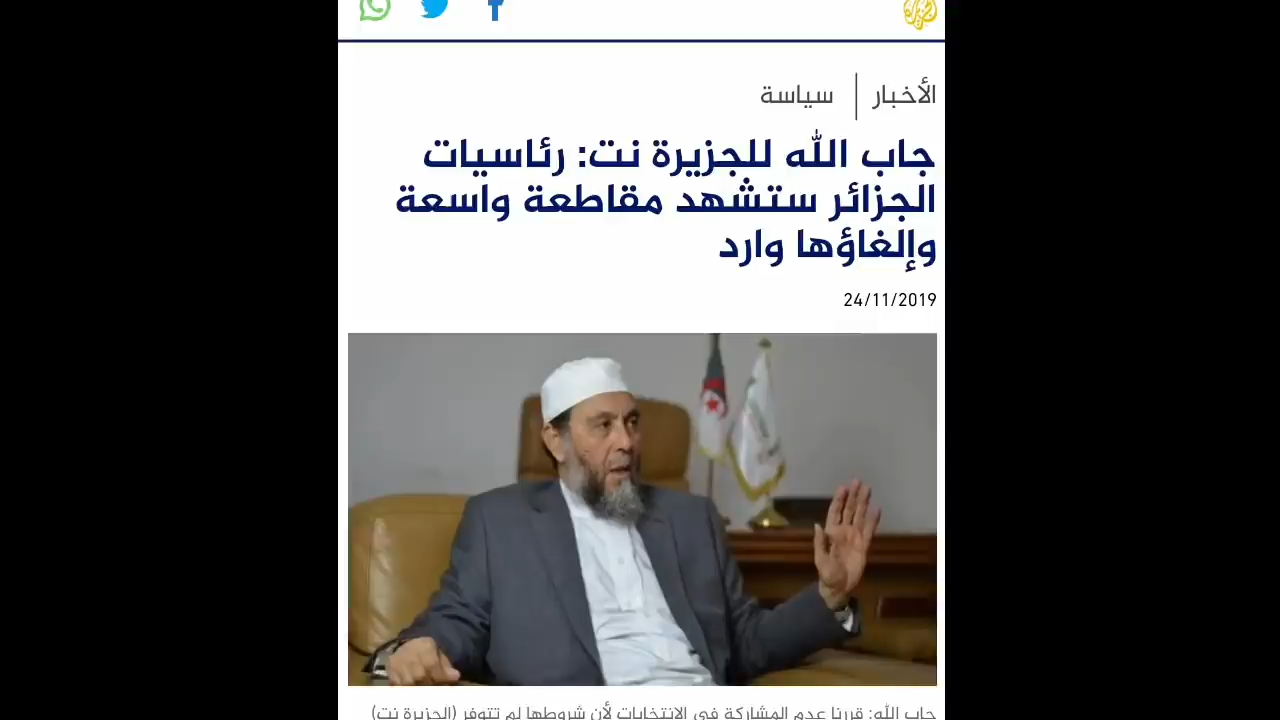 الأخبار | سياسة
جاب الله للجزيرة نت: رئاسيات
الجزائر ستشهد مقاطعة واسعة
وإلغاؤها وارد
24/11/2019
جاب الله: قررنا عدم المشاركة في الانتخابات لأن شروطها لم تتوفر (الجزيرة نت)